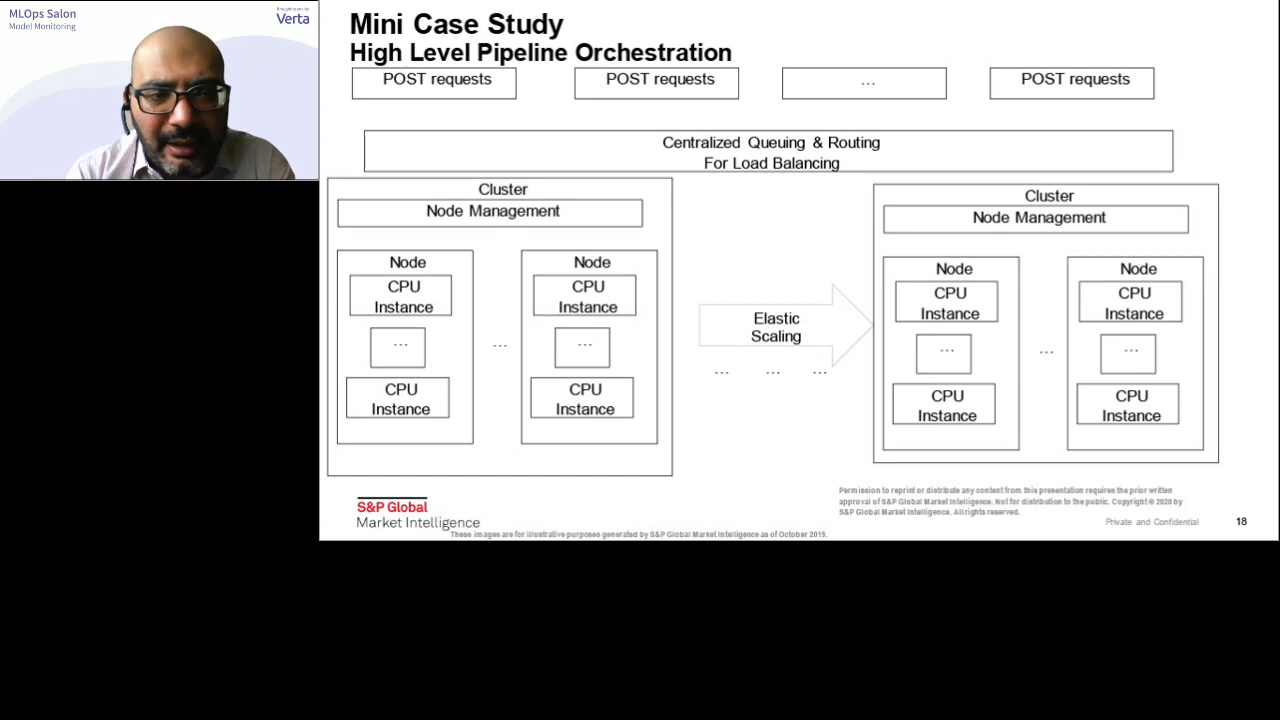 MLOps Salon
Model Monitoring
Verta
Mini Case Study
High Level Pipeline Orchestration
POST requests
POST requests
...
POST requests
Centralized Queuing & Routing
For Load Balancing
Cluster
Node Management
Node
CPU
Instance
...
CPU
Instance
...
Node
CPU
Instance
...
CPU
Instance
Elastic
Scaling
... ... ...
Cluster
Node Management
Node
CPU
Instance
...
CPU
Instance
...
Node
CPU
Instance
...
CPU
Instance
S&P Global
Market Intelligence
These images are for illustrative purposes generated by S&P Global Market Intelligence as of October 2019.
Permission to reprint or distribute any content from this presentation requires the prior written
approval of S&P Global Market Intelligence. Not for distribution to the public. Copyright © 2020 by
S&P Global Market Intelligence. All rights reserved.
Private and Confidential
18